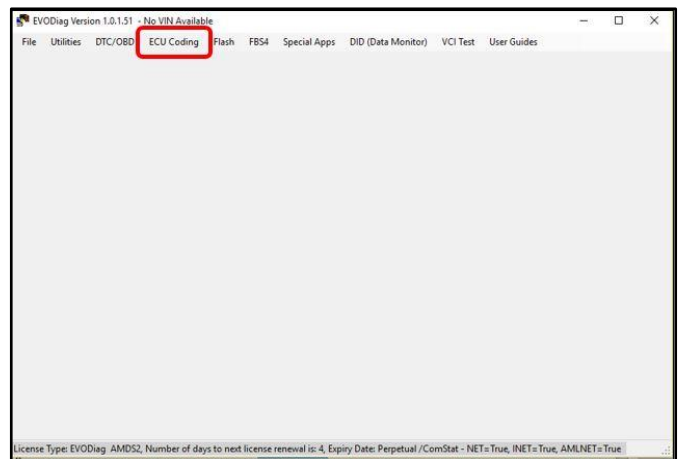 EVODiag Version 1.0.1.51 - No VIN Available
File Utilities DTC/OBD ECU Coding Flash FBS4 Special Apps DID (Data Monitor) VCI Test User Guides
License Type: EVODiag AMDS2, Number of days to next license renewal is: 4, Expiry Date: Perpetual /ComStat - NET=True, INET=True, AMLNET=True